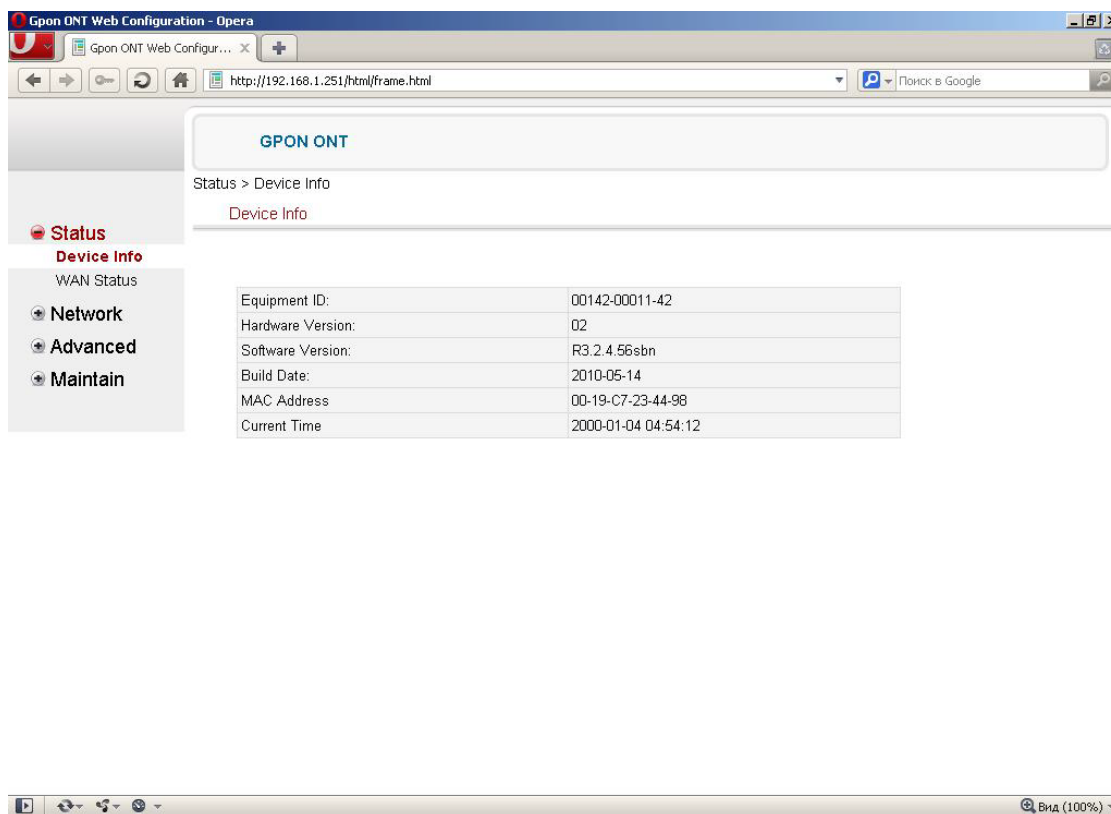 Gpon ONT Web Configuration - Opera
Gpon ONT Web Configur...
http://192.168.1.251/html/frame.html
Поиск в Google
GPON ONT
Status > Device Info
Device Info
Status
Device Info
WAN Status
Network
Advanced
Maintain
Equipment ID: 00142-00011-42
Hardware Version: 02
Software Version: R3.2.4.56sbn
Build Date: 2010-05-14
MAC Address 00-19-C7-23-44-98
Current Time 2000-01-04 04:54:12
Вид (100%)